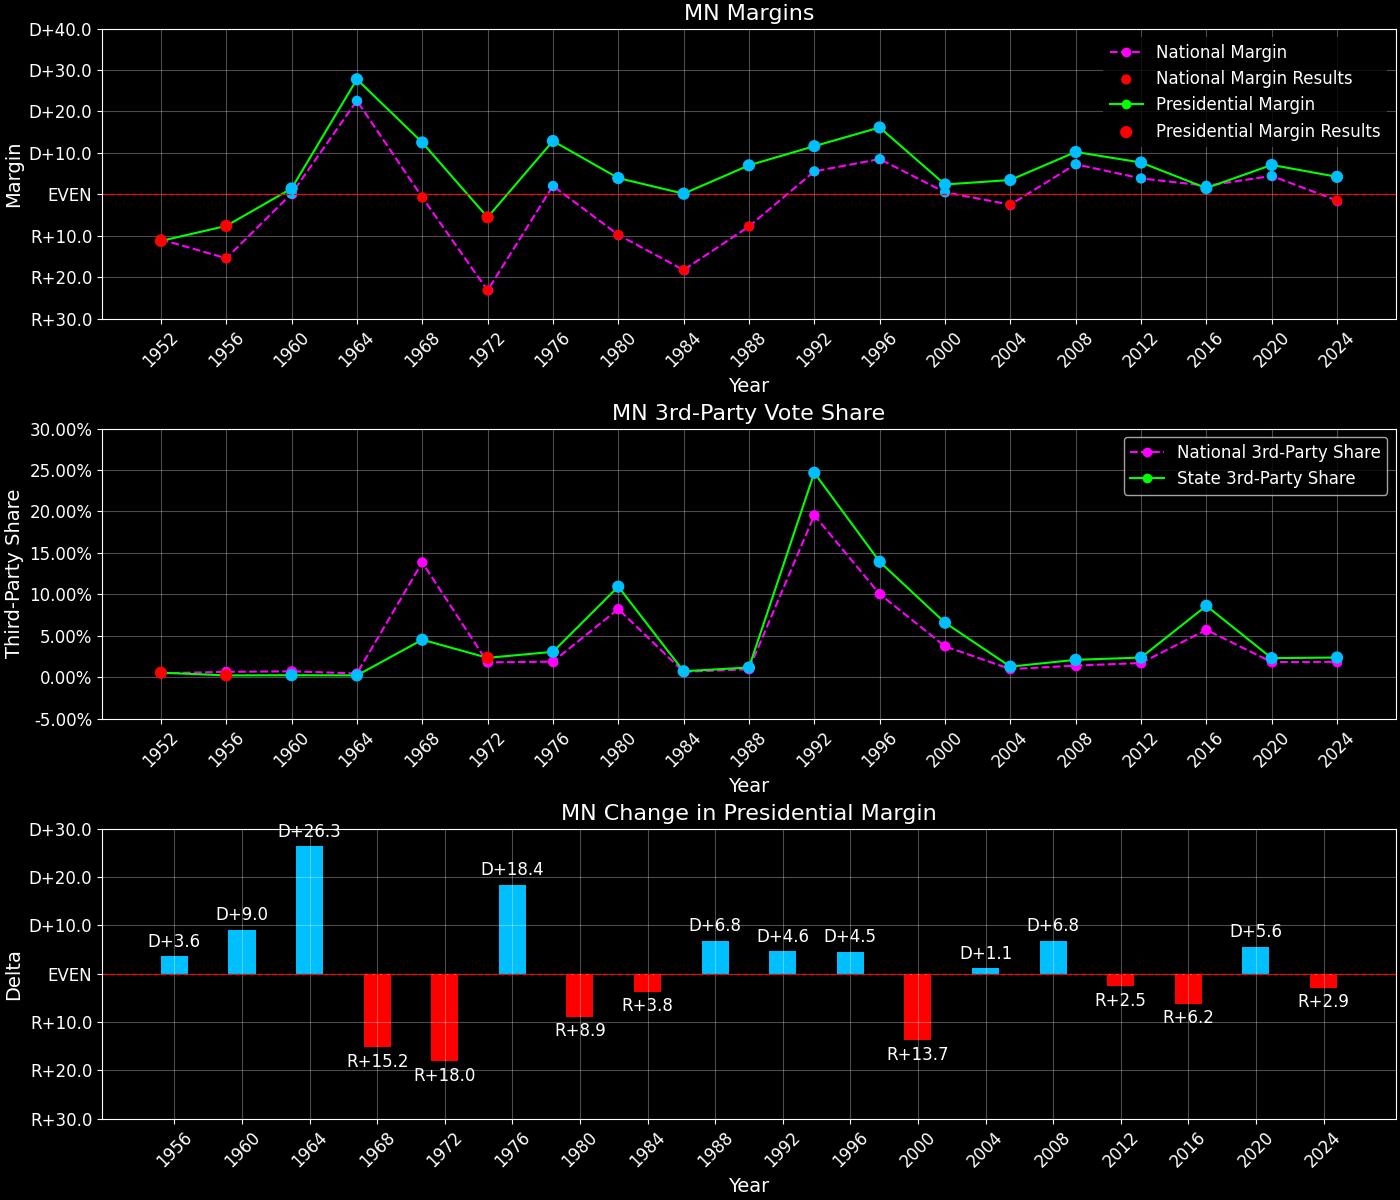 MN Margins
D+40.0
D+30.0
D+20.0
D+10.0
EVEN
R+10.0
R+20.0
R+30.0
Margin
National Margin
National Margin Results
Presidential Margin
Presidential Margin Results
1952 1956 1960 1964 1968 1972 1976 1980 1984 1988 1992 1996 2000 2004 2008 2012 2016 2020 2024
Year
MN 3rd-Party Vote Share
30.00%
25.00%
20.00%
15.00%
10.00%
5.00%
0.00%
-5.00%
Third-Party Share
National 3rd-Party Share
State 3rd-Party Share
1952 1956 1960 1964 1968 1972 1976 1980 1984 1988 1992 1996 2000 2004 2008 2012 2016 2020 2024
Year
MN Change in Presidential Margin
D+30.0
D+20.0
D+10.0
EVEN
R+10.0
R+20.0
R+30.0
Delta
D+3.6
D+9.0
D+26.3
R+15.2
R+18.0
D+18.4
R+8.9
R+3.8
D+6.8
D+4.6
D+4.5
R+13.7
D+1.1
D+6.8
R+2.5
R+6.2
D+5.6
R+2.9
1956 1960 1964 1968 1972 1976 1980 1984 1988 1992 1996 2000 2004 2008 2012 2016 2020 2024
Year